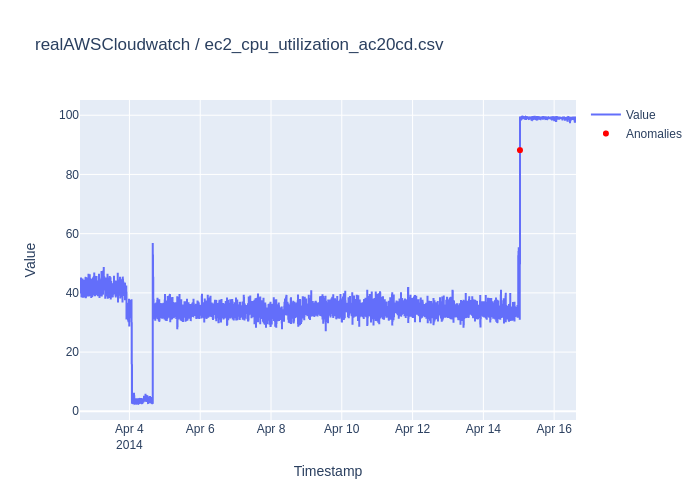 realAWSCloudwatch / ec2_cpu_utilization_ac20cd.csv
100
80
60
40
20
0
Value
Apr 4
2014
Apr 6
Apr 8
Apr 10
Apr 12
Apr 14
Apr 16
Timestamp
Value
Anomalies